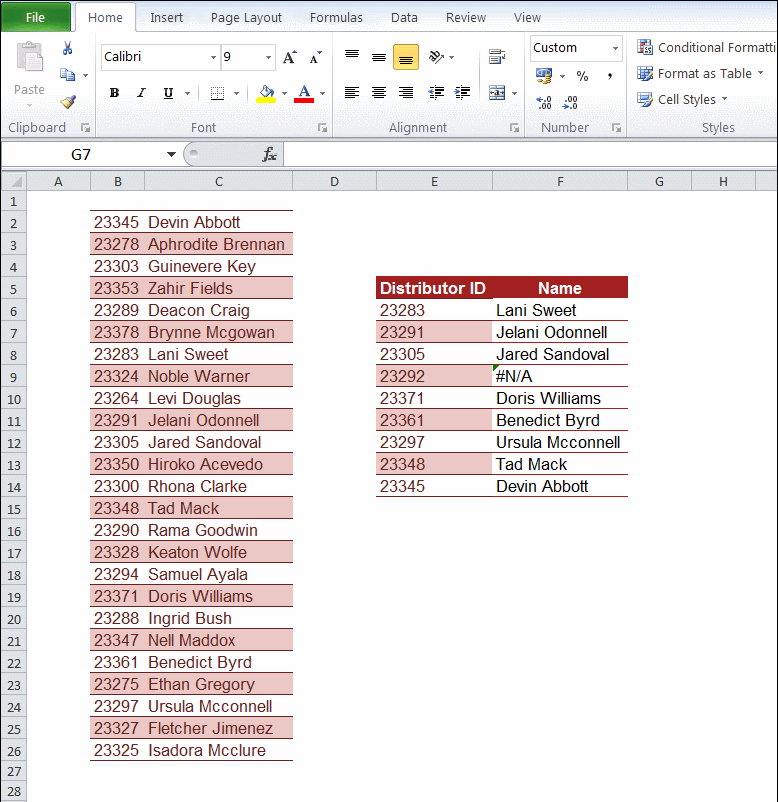 File Home Insert Page Layout Formulas Data Review View
Paste
Calibri 9 A A
B I U A
Custom
% ,
Conditional Formatti
Format as Table
Cell Styles
Clipboard Font Alignment Number Styles
G7 fx
A B C D E F G H
1
2 23345 Devin Abbott
3 23278 Aphrodite Brennan
4 23303 Guinevere Key
5 23353 Zahir Fields Distributor ID Name
6 23289 Deacon Craig 23283 Lani Sweet
7 23378 Brynne Mcgowan 23291 Jelani Odonnell
8 23283 Lani Sweet 23305 Jared Sandoval
9 23324 Noble Warner 23292 #N/A
10 23264 Levi Douglas 23371 Doris Williams
11 23291 Jelani Odonnell 23361 Benedict Byrd
12 23305 Jared Sandoval 23297 Ursula Mcconnell
13 23350 Hiroko Acevedo 23348 Tad Mack
14 23300 Rhona Clarke 23345 Devin Abbott
15 23348 Tad Mack
16 23290 Rama Goodwin
17 23328 Keaton Wolfe
18 23294 Samuel Ayala
19 23371 Doris Williams
20 23288 Ingrid Bush
21 23347 Nell Maddox
22 23361 Benedict Byrd
23 23275 Ethan Gregory
24 23297 Ursula Mcconnell
25 23327 Fletcher Jimenez
26 23325 Isadora Mcclure
27
28